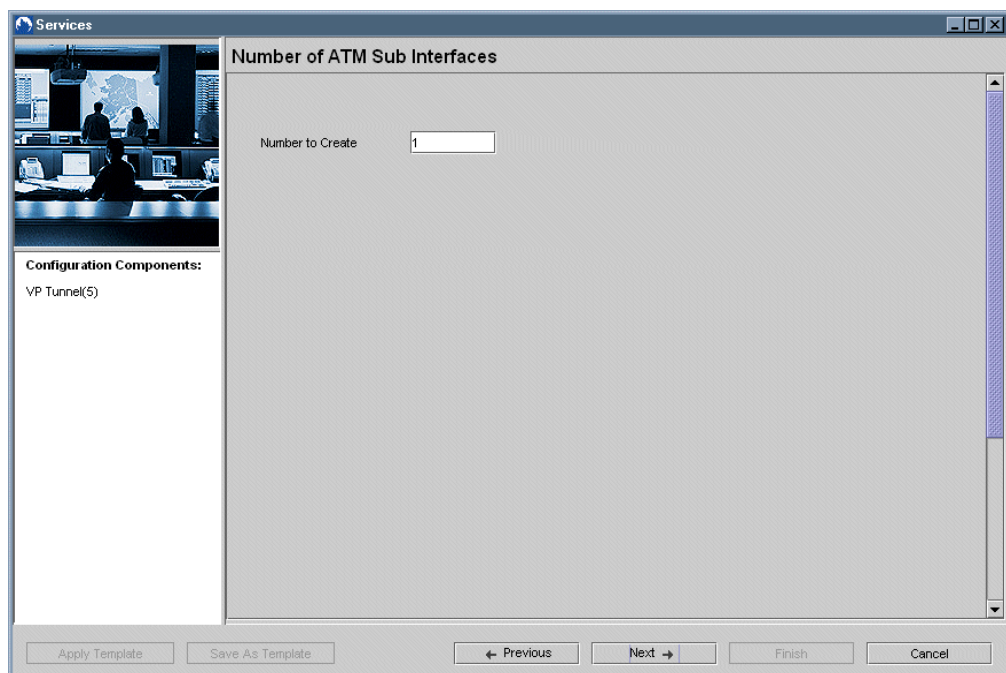 Services
Number of ATM Sub Interfaces
Number to Create 1
Configuration Components:
VP Tunnel(5)
Apply Template Save As Template Previous Next Finish Cancel